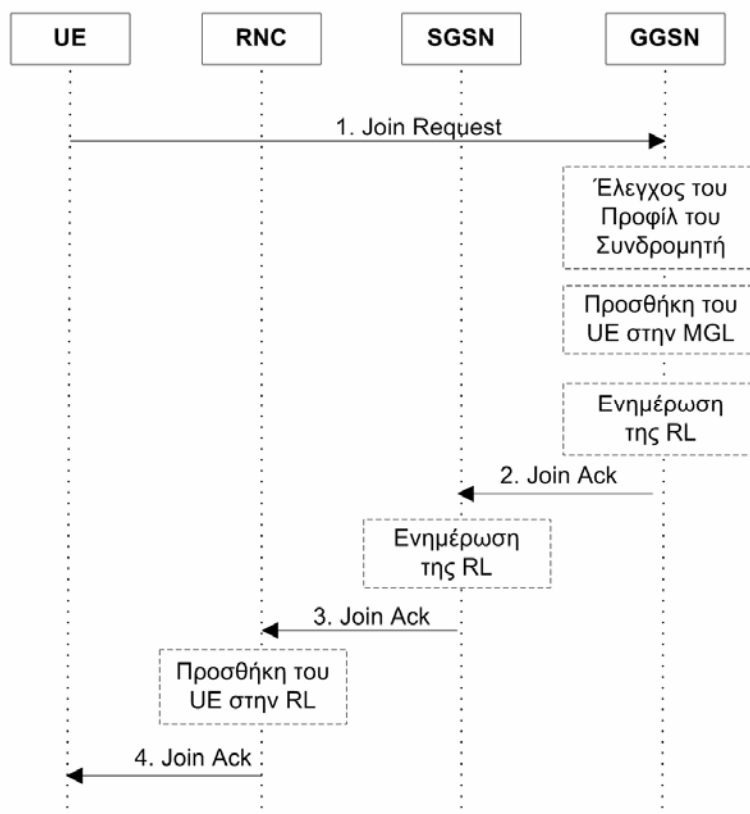 UE
RNC
SGSN
GGSN
1. Join Request
Έλεγχος του
Προφίλ του
Συνδρομητή
Προσθήκη του
UE στην MGL
Ενημέρωση
της RL
2. Join Ack
Ενημέρωση
της RL
3. Join Ack
Προσθήκη του
UE στην RL
4. Join Ack